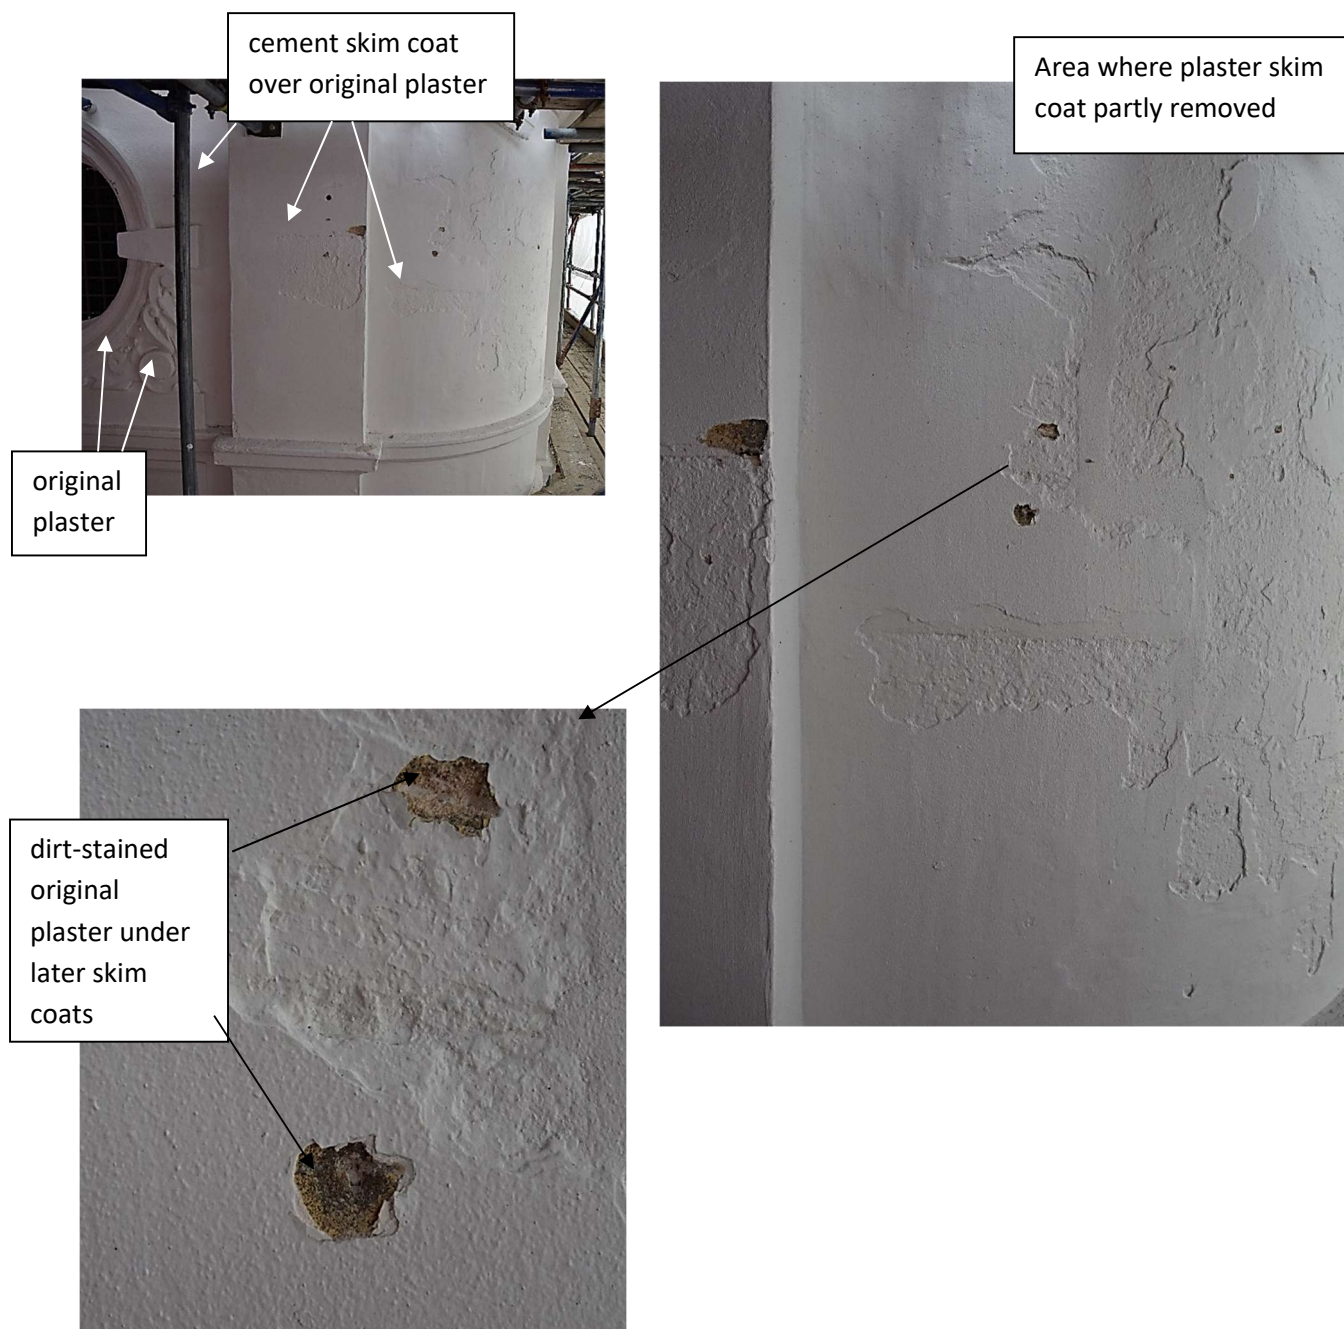 cement skim coat
over original plaster
Area where plaster skim
coat partly removed
original
plaster
dirt-stained
original
plaster under
later skim
coats